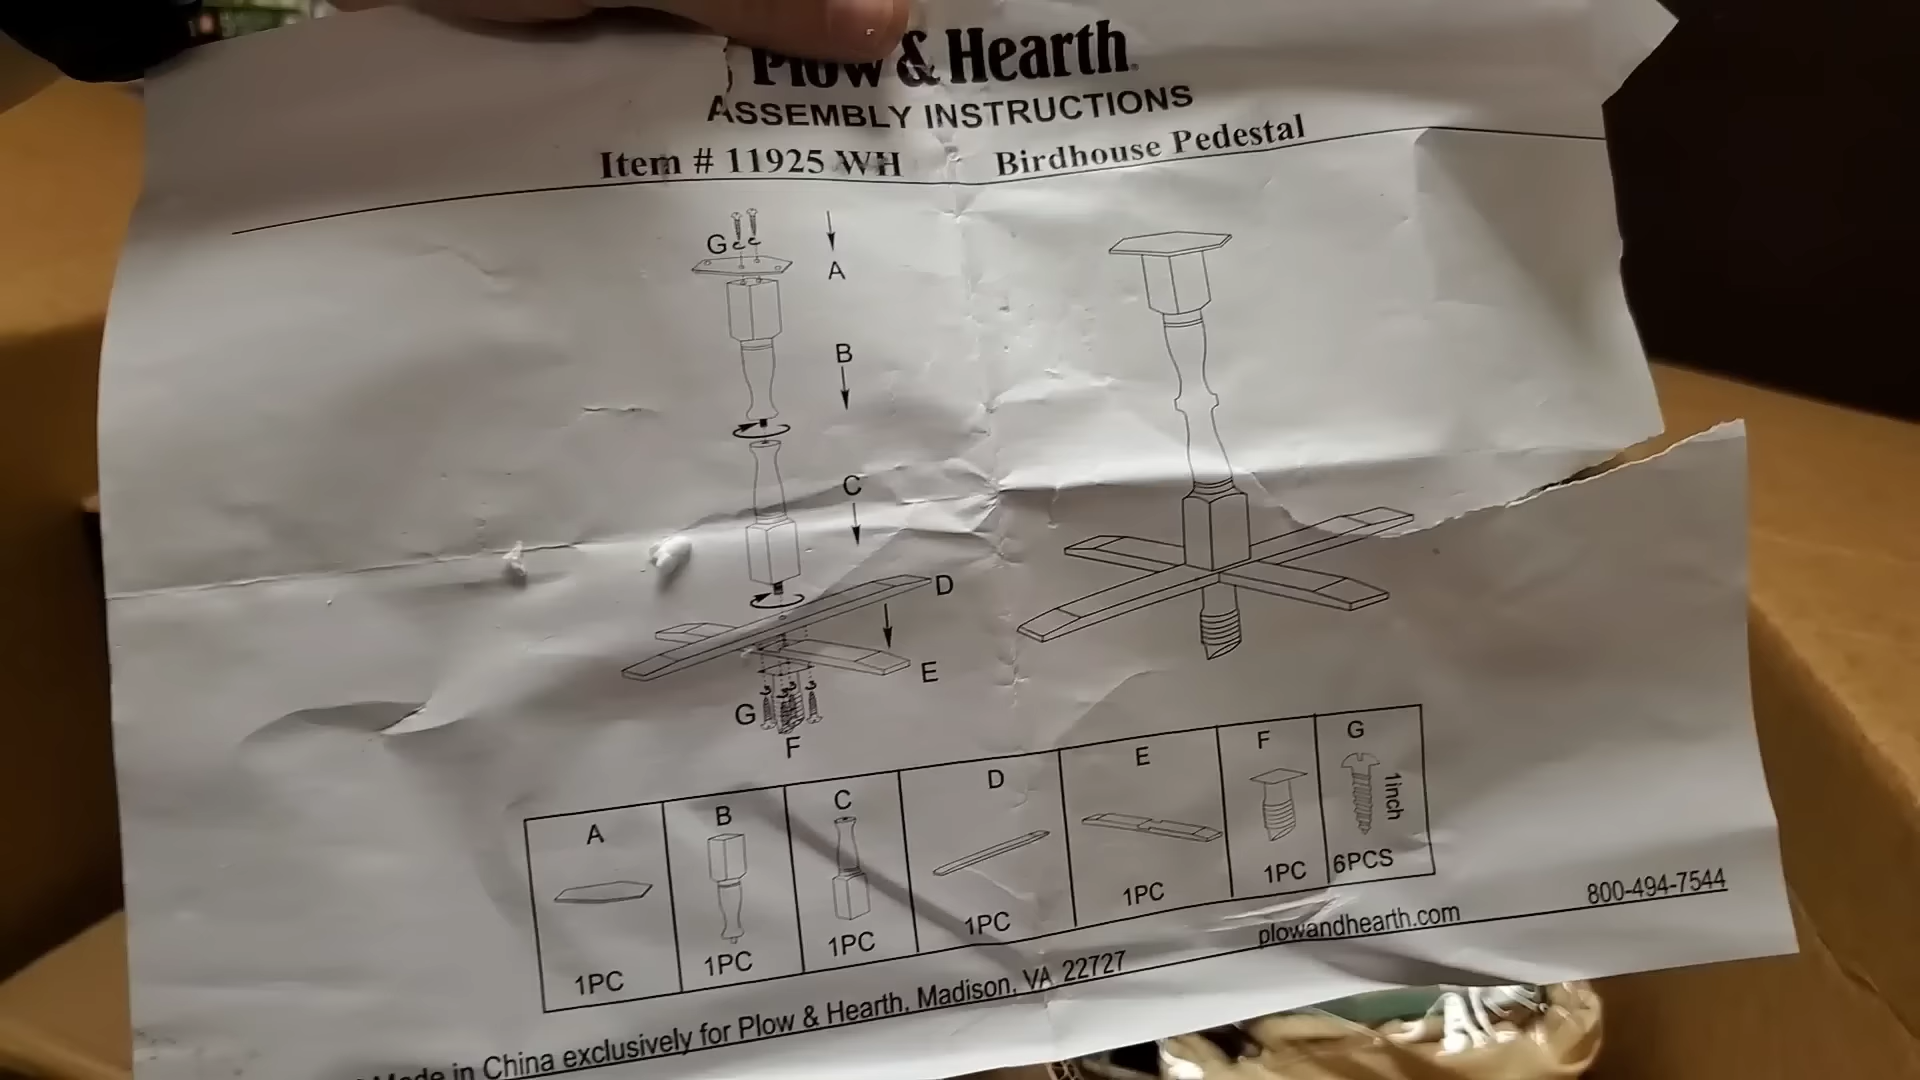 Plow & Hearth
ASSEMBLY INSTRUCTIONS
Item # 11925 WH Birdhouse Pedestal
G
A
B
C
D
E
G
F
A B C D E F G
1inch
1PC 1PC 1PC 1PC 1PC 1PC 6PCS
800-494-7544
plowandhearth.com
Made in China exclusively for Plow & Hearth, Madison, VA 22727